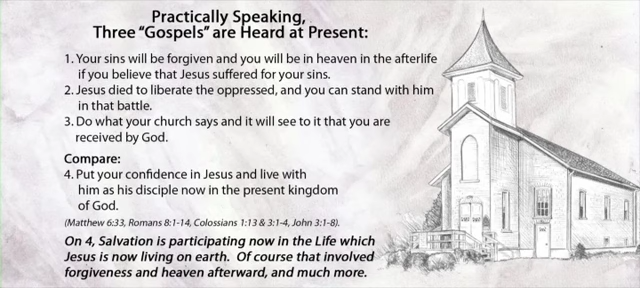 Practically Speaking,
Three "Gospels" are Heard at Present:
1. Your sins will be forgiven and you will be in heaven in the afterlife
if you believe that Jesus suffered for your sins.
2. Jesus died to liberate the oppressed, and you can stand with him
in that battle.
3. Do what your church says and it will see to it that you are
received by God.
Compare:
4. Put your confidence in Jesus and live with
him as his disciple now in the present kingdom
of God.
(Matthew 6:33, Romans 8:1-14, Colossians 1:13 & 3:1-4, John 3:1-8).
On 4, Salvation is participating now in the Life which
Jesus is now living on earth. Of course that involved
forgiveness and heaven afterward, and much more.